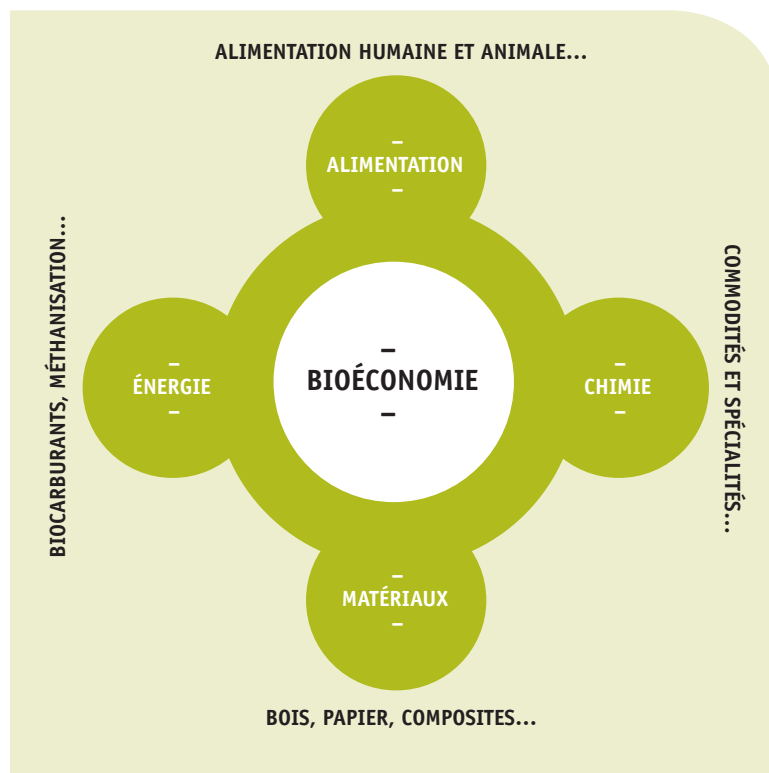 ALIMENTATION HUMAINE ET ANIMALE...
–
ALIMENTATION
–
BIOCARBURANTS, MÉTHANISATION...
–
ÉNERGIE
–
–
BIOÉCONOMIE
–
–
CHIMIE
–
COMMODITÉS ET SPÉCIALITÉS...
–
MATÉRIAUX
–
BOIS, PAPIER, COMPOSITES...